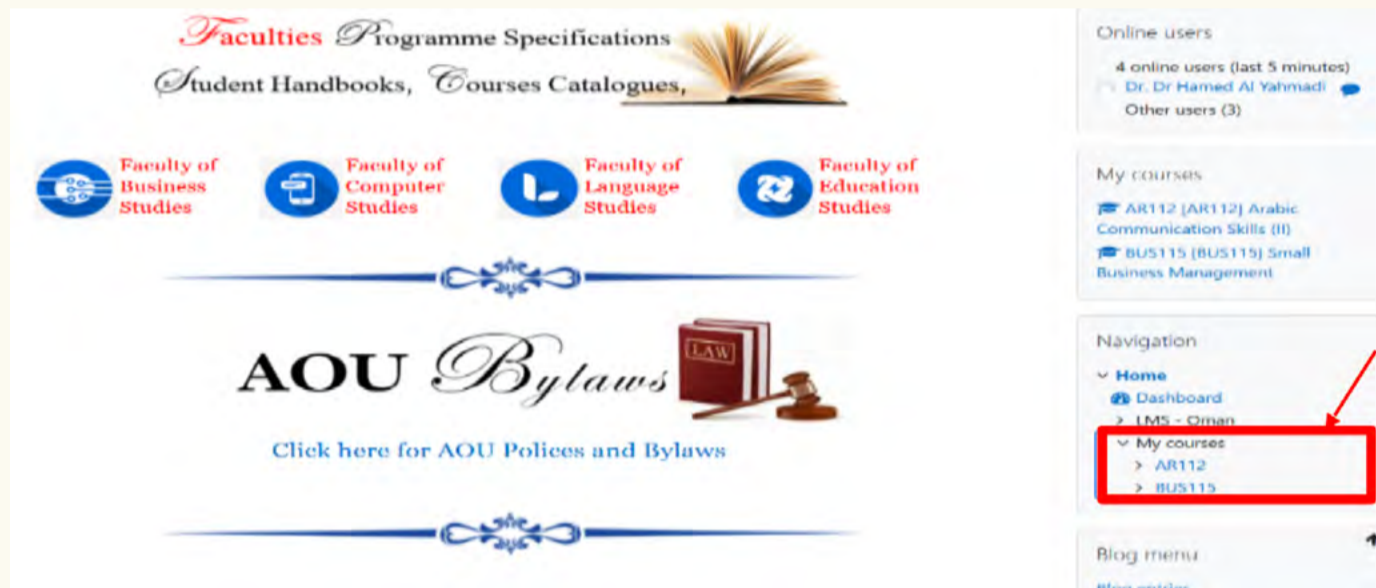 Faculties Programme Specifications
Student Handbooks, Courses Catalogues,
Faculty of
Business
Studies
Faculty of
Computer
Studies
Faculty of
Language
Studies
Faculty of
Education
Studies
AOU Bylaws
LAW
Click here for AOU Polices and Bylaws
Online users
4 online users (last 5 minutes)
Dr. Dr Hamed Al Yahmadi
Other users (3)
My courses
AR112 [AR112] Arabic
Communication Skills (II)
BUS115 [BUS115] Small
Business Management
Navigation
Home
Dashboard
LMS - Oman
My courses
AR112
BUS115
Blog menu
Blog entries